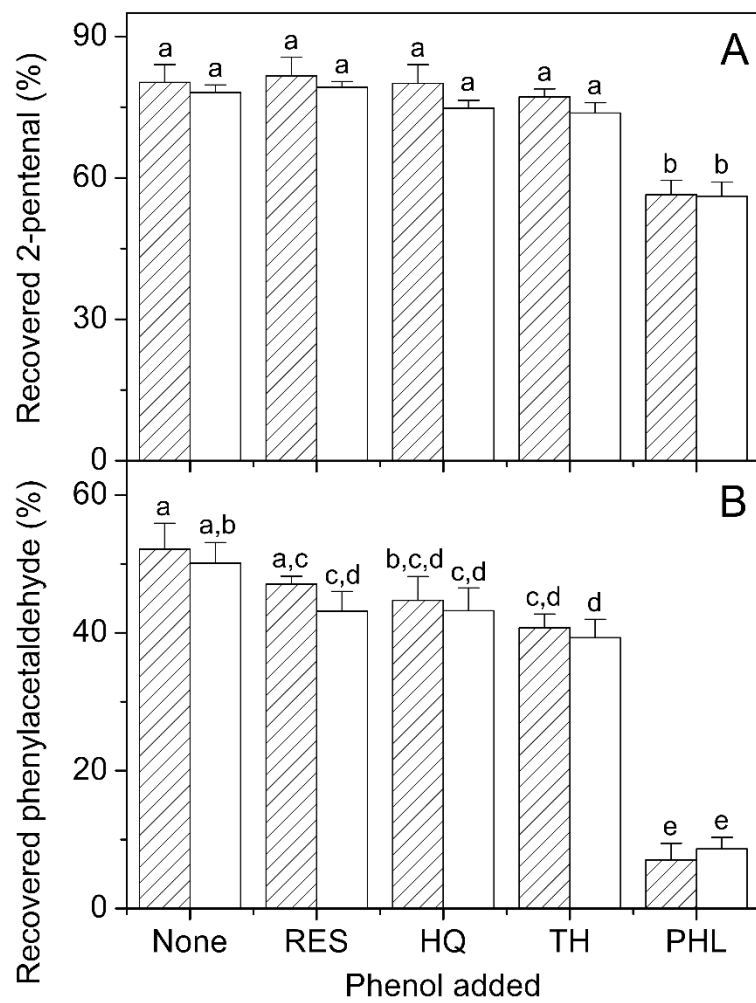 A
Recovered 2-pentenal (%)
90
60
30
0
a a a a a a a a b b
B
Recovered phenylacetaldehyde (%)
60
40
20
0
a a,b a,c c,d b,c,d c,d c,d d e e
None RES HQ TH PHL
Phenol added